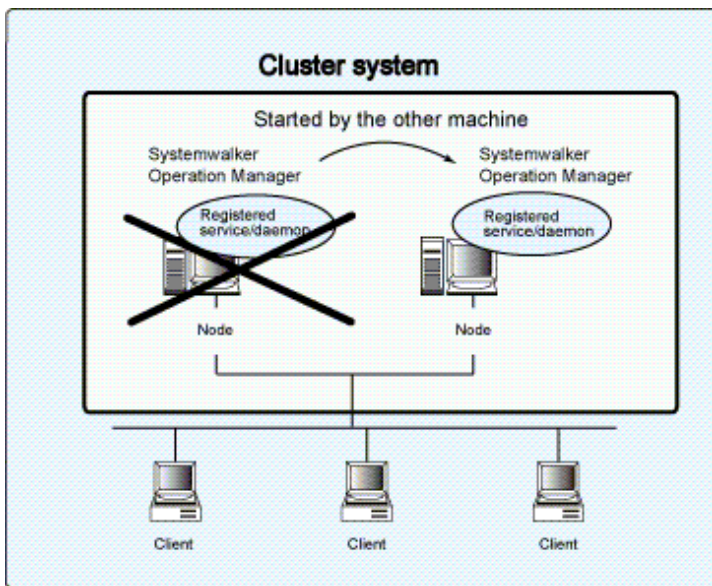 Cluster system
Started by the other machine
Systemwalker
Operation Manager
Systemwalker
Operation Manager
Registered
service/daemon
Registered
service/daemon
Node
Node
Client
Client
Client